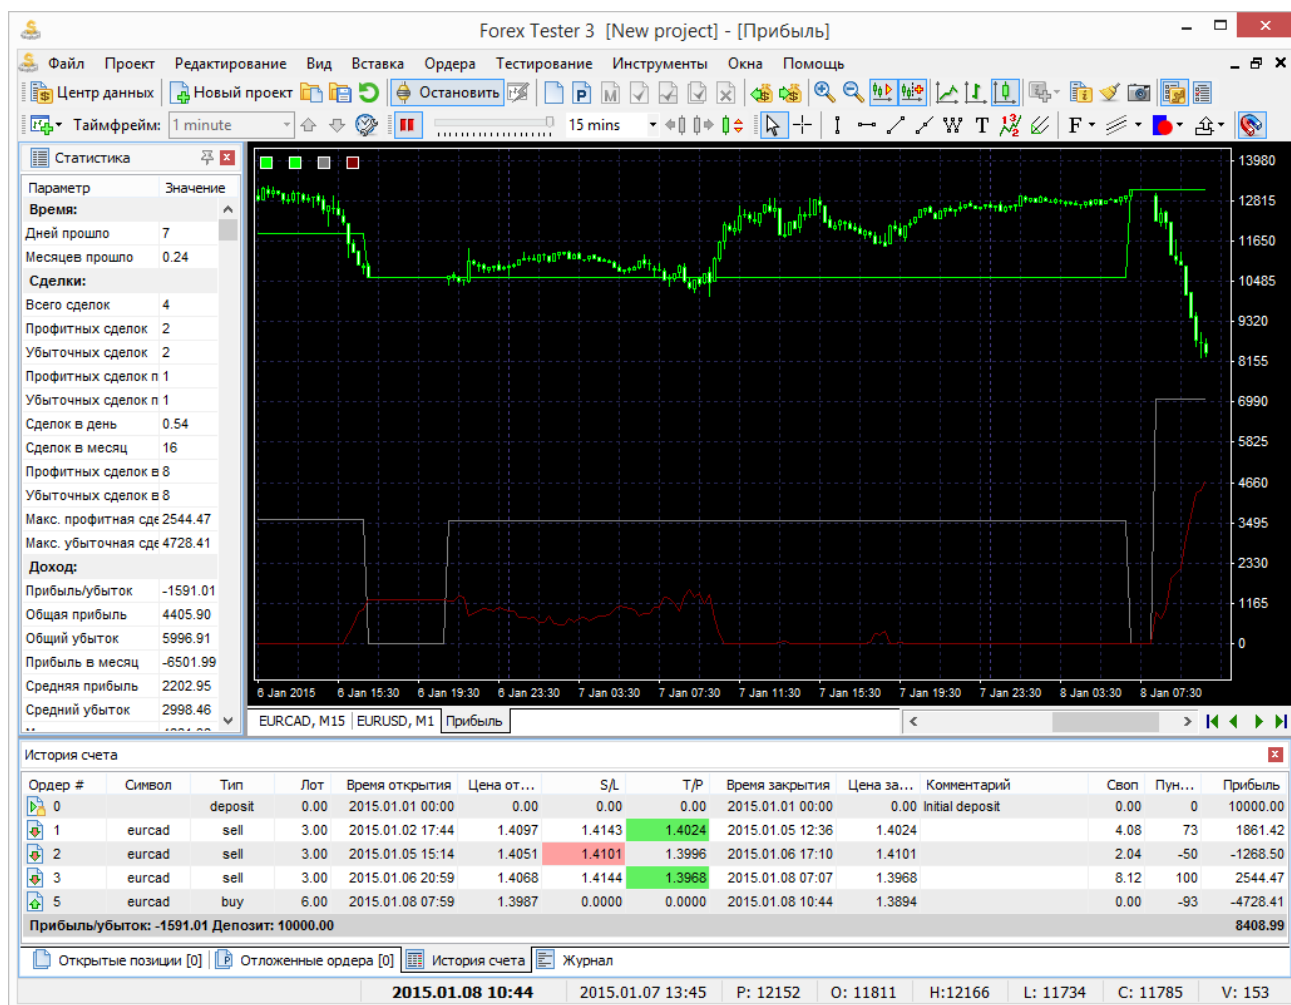 Forex Tester 3 [New project] - [Прибыль]
Файл Проект Редактирование Вид Вставка Ордера Тестирование Инструменты Окна Помощь
Центр данных Новый проект Остановить
Таймфрейм: 1 minute 15 mins
Статистика
Параметр Значение
Время:
Дней прошло 7
Месяцев прошло 0.24
Сделки:
Всего сделок 4
Профитных сделок 2
Убыточных сделок 2
Профитных сделок п 1
Убыточных сделок п 1
Сделок в день 0.54
Сделок в месяц 16
Профитных сделок в 8
Убыточных сделок в 8
Макс. профитная сде 2544.47
Макс. убыточная сде 4728.41
Доход:
Прибыль/убыток -1591.01
Общая прибыль 4405.90
Общий убыток 5996.91
Прибыль в месяц -6501.99
Средняя прибыль 2202.95
Средний убыток 2998.46
13980
12815
11650
10485
9320
8155
6990
5825
4660
3495
2330
1165
0
6 Jan 2015 6 Jan 15:30 6 Jan 19:30 6 Jan 23:30 7 Jan 03:30 7 Jan 07:30 7 Jan 11:30 7 Jan 15:30 7 Jan 19:30 7 Jan 23:30 8 Jan 03:30 8 Jan 07:30
EURCAD, M15 EURUSD, M1 Прибыль
История счета
Ордер # Символ Тип Лот Время открытия Цена от... S/L T/P Время закрытия Цена за... Комментарий Своп Пун... Прибыль
0 deposit 0.00 2015.01.01 00:00 0.00 0.00 0.00 2015.01.01 00:00 0.00 Initial deposit 0.00 0 10000.00
1 eurcad sell 3.00 2015.01.02 17:44 1.4097 1.4143 1.4024 2015.01.05 12:36 1.4024 4.08 73 1861.42
2 eurcad sell 3.00 2015.01.05 15:14 1.4051 1.4101 1.3996 2015.01.06 17:10 1.4101 2.04 -50 -1268.50
3 eurcad sell 3.00 2015.01.06 20:59 1.4068 1.4144 1.3968 2015.01.08 07:07 1.3968 8.12 100 2544.47
5 eurcad buy 6.00 2015.01.08 07:59 1.3987 0.0000 0.0000 2015.01.08 10:44 1.3894 0.00 -93 -4728.41
Прибыль/убыток: -1591.01 Депозит: 10000.00 8408.99
Открытые позиции [0] Отложенные ордера [0] История счета Журнал
2015.01.08 10:44 2015.01.07 13:45 P: 12152 O: 11811 H:12166 L: 11734 C: 11785 V: 153